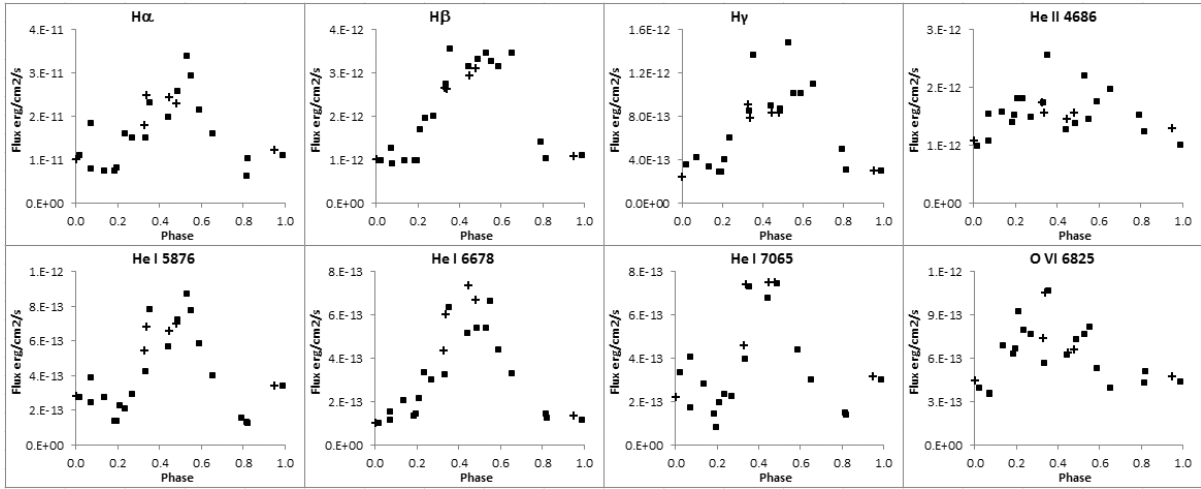 Hα
Flux erg/cm2/s
4.E-11
3.E-11
2.E-11
1.E-11
0.E+00
0.0 0.2 0.4 0.6 0.8 1.0
Phase
Hβ
Flux erg/cm2/s
4.E-12
3.E-12
2.E-12
1.E-12
0.E+00
0.0 0.2 0.4 0.6 0.8 1.0
Phase
Hγ
Flux erg/cm2/s
1.6E-12
1.2E-12
8.0E-13
4.0E-13
0.0E+00
0.0 0.2 0.4 0.6 0.8 1.0
Phase
He II 4686
Flux erg/cm2/s
3.E-12
2.E-12
1.E-12
0.E+00
0.0 0.2 0.4 0.6 0.8 1.0
Phase
He I 5876
Flux erg/cm2/s
1.E-12
8.E-13
6.E-13
4.E-13
2.E-13
0.E+00
0.0 0.2 0.4 0.6 0.8 1.0
Phase
He I 6678
Flux erg/cm2/s
8.E-13
6.E-13
4.E-13
2.E-13
0.E+00
0.0 0.2 0.4 0.6 0.8 1.0
Phase
He I 7065
Flux erg/cm2/s
8.E-13
6.E-13
4.E-13
2.E-13
0.E+00
0.0 0.2 0.4 0.6 0.8 1.0
Phase
O VI 6825
Flux erg/cm2/s
1.E-12
9.E-13
6.E-13
3.E-13
0.E+00
0.0 0.2 0.4 0.6 0.8 1.0
Phase